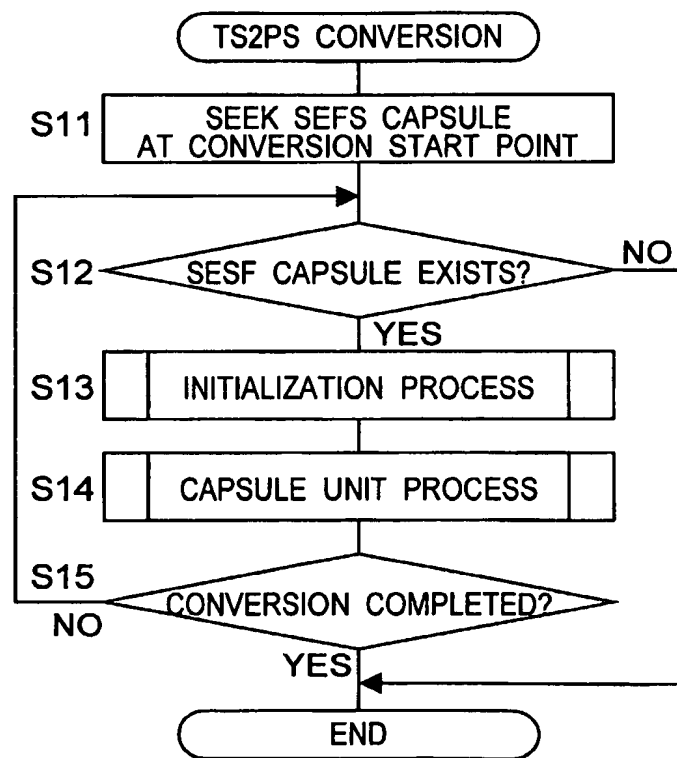 TS2PS CONVERSION
S11
SEEK SEFS CAPSULE
AT CONVERSION START POINT
S12
SESF CAPSULE EXISTS?
NO
YES
S13
INITIALIZATION PROCESS
S14
CAPSULE UNIT PROCESS
S15
CONVERSION COMPLETED?
NO
YES
END